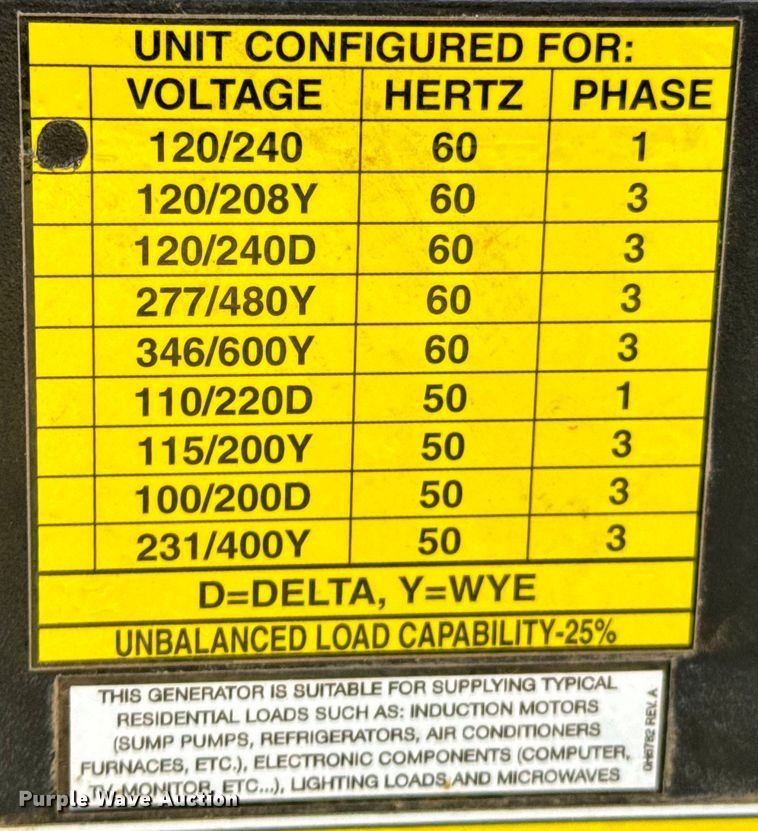 UNIT CONFIGURED FOR:
VOLTAGE HERTZ PHASE
120/240 60 1
120/208Y 60 3
120/240D 60 3
277/480Y 60 3
346/600Y 60 3
110/220D 50 1
115/200Y 50 3
100/200D 50 3
231/400Y 50 3
D=DELTA, Y=WYE
UNBALANCED LOAD CAPABILITY-25%
THIS GENERATOR IS SUITABLE FOR SUPPLYING TYPICAL
RESIDENTIAL LOADS SUCH AS: INDUCTION MOTORS
(SUMP PUMPS, REFRIGERATORS, AIR CONDITIONERS
FURNACES, ETC.), ELECTRONIC COMPONENTS (COMPUTER,
TV, MONITOR, ETC...), LIGHTING LOADS AND MICROWAVES
REV. A
Purple Wave Auction